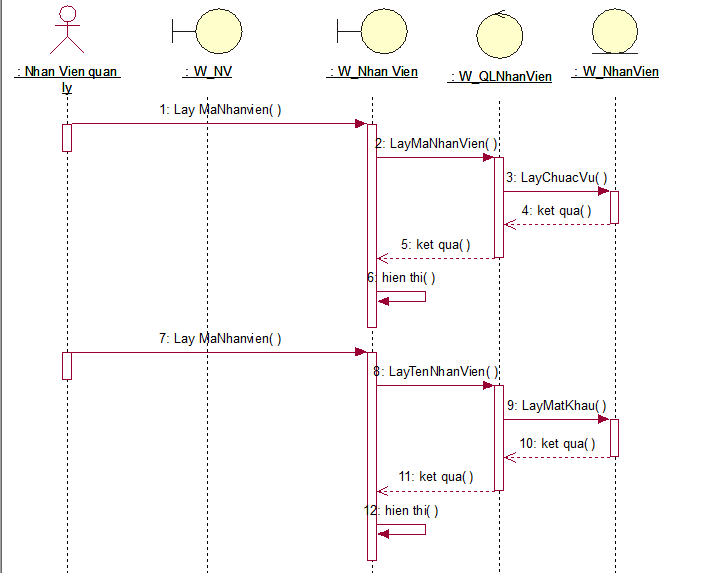 : Nhan Vien quan
ly
: W_NV
: W_Nhan Vien
: W_QLNhanVien
: W_NhanVien
1: Lay MaNhanvien( )
2: LayMaNhanVien( )
3: LayChuacVu( )
4: ket qua( )
5: ket qua( )
6: hien thi( )
7: Lay MaNhanvien( )
8: LayTenNhanVien( )
9: LayMatKhau( )
10: ket qua( )
11: ket qua( )
12: hien thi( )